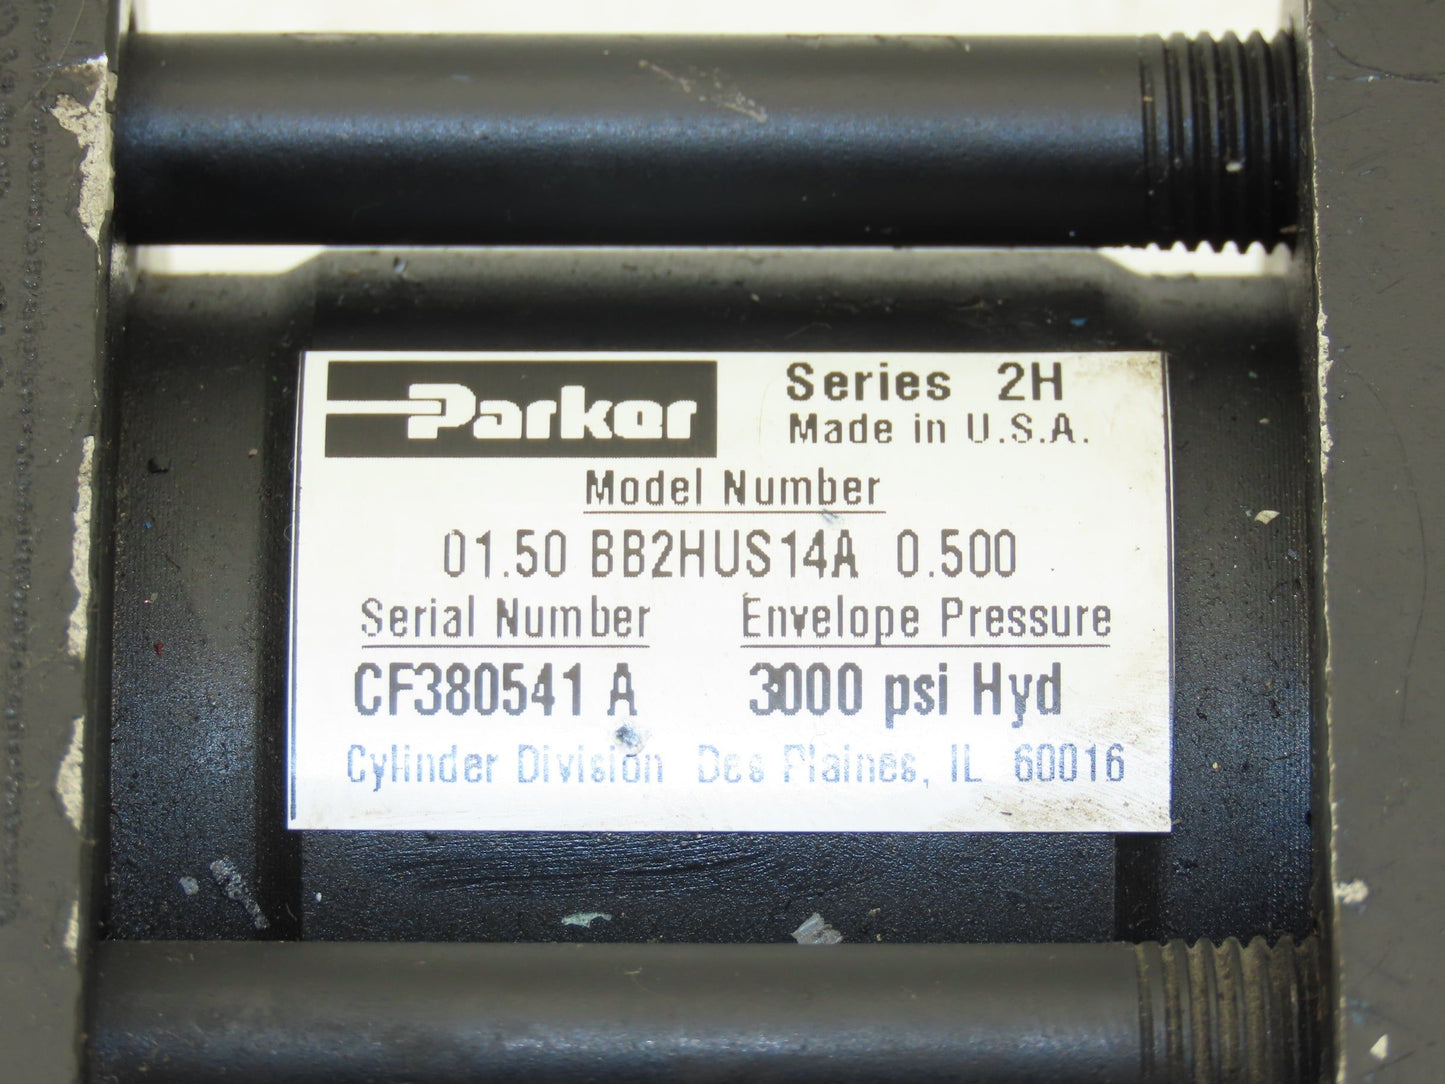 Parker
Series 2H
Made in U.S.A.
Model Number
01.50 BB2HUS14A 0.500
Serial Number Envelope Pressure
CF380541 A 3000 psi Hyd
Cylinder Division Des Plaines, IL 60016